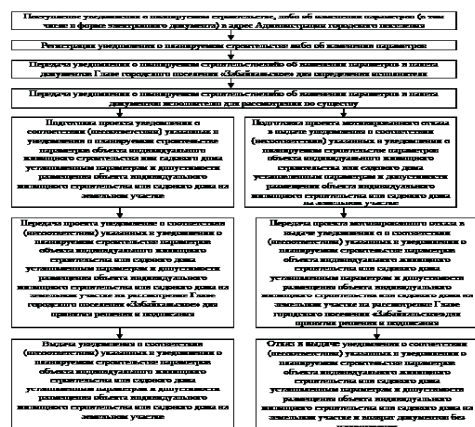 Поступление уведомления о планируемом строительстве, либо об изменении параметров (в том
числе в форме электронного документа) в адрес Администрации городского поселения
Регистрация уведомления о планируемом строительстве либо об изменении параметров
Передача уведомления о планируемом строительстве либо об изменении параметров и пакета
документов Главе городского поселения «Забайкальское» для определения исполнителя
Передача уведомления о планируемом строительстве либо об изменении параметров и пакета
документов исполнителю для рассмотрения по существу
Подготовка проекта уведомления о
соответствии (несоответствии) указанных в
уведомлении о планируемом строительстве
параметров объекта индивидуального
жилищного строительства или садового дома
установленным параметрам и допустимости
размещения объекта индивидуального
жилищного строительства или садового дома на
земельном участке
Подготовка проекта мотивированного отказа
в выдаче уведомления о соответствии
(несоответствии) указанных в уведомлении о
планируемом строительстве параметров
объекта индивидуального жилищного
строительства или садового дома
установленным параметрам и допустимости
размещения объекта индивидуального
жилищного строительства или садового дома
на земельном участке
Передача проекта уведомление о соответствии
(несоответствии) указанных в уведомлении о
планируемом строительстве параметров
объекта индивидуального жилищного
строительства или садового дома
установленным параметрам и допустимости
размещения объекта индивидуального
жилищного строительства или садового дома на
земельном участке на рассмотрение Главе
городского поселения «Забайкальское» для
принятия решения и подписания
Передача проекта мотивированного отказа в
выдаче уведомления о о соответствии
(несоответствии) указанных в уведомлении о
планируемом строительстве параметров
объекта индивидуального жилищного
строительства или садового дома
установленным параметрам и допустимости
размещения объекта индивидуального
жилищного строительства или садового дома на
земельном участке на рассмотрение Главе
городского поселения «Забайкальское» для
принятия решения и подписания
Выдача уведомления о соответствии
(несоответствии) указанных в уведомлении о
планируемом строительстве параметров
объекта индивидуального жилищного
строительства или садового дома
установленным параметрам и допустимости
размещения объекта индивидуального
жилищного строительства или садового дома на
земельном участке
Отказ в выдаче уведомления о соответствии
(несоответствии) указанных в уведомлении о
планируемом строительстве параметров
объекта индивидуального жилищного
строительства или садового дома
установленным параметрам и допустимости
размещения объекта индивидуального
жилищного строительства или садового дома на
земельном участке и возврат документов без